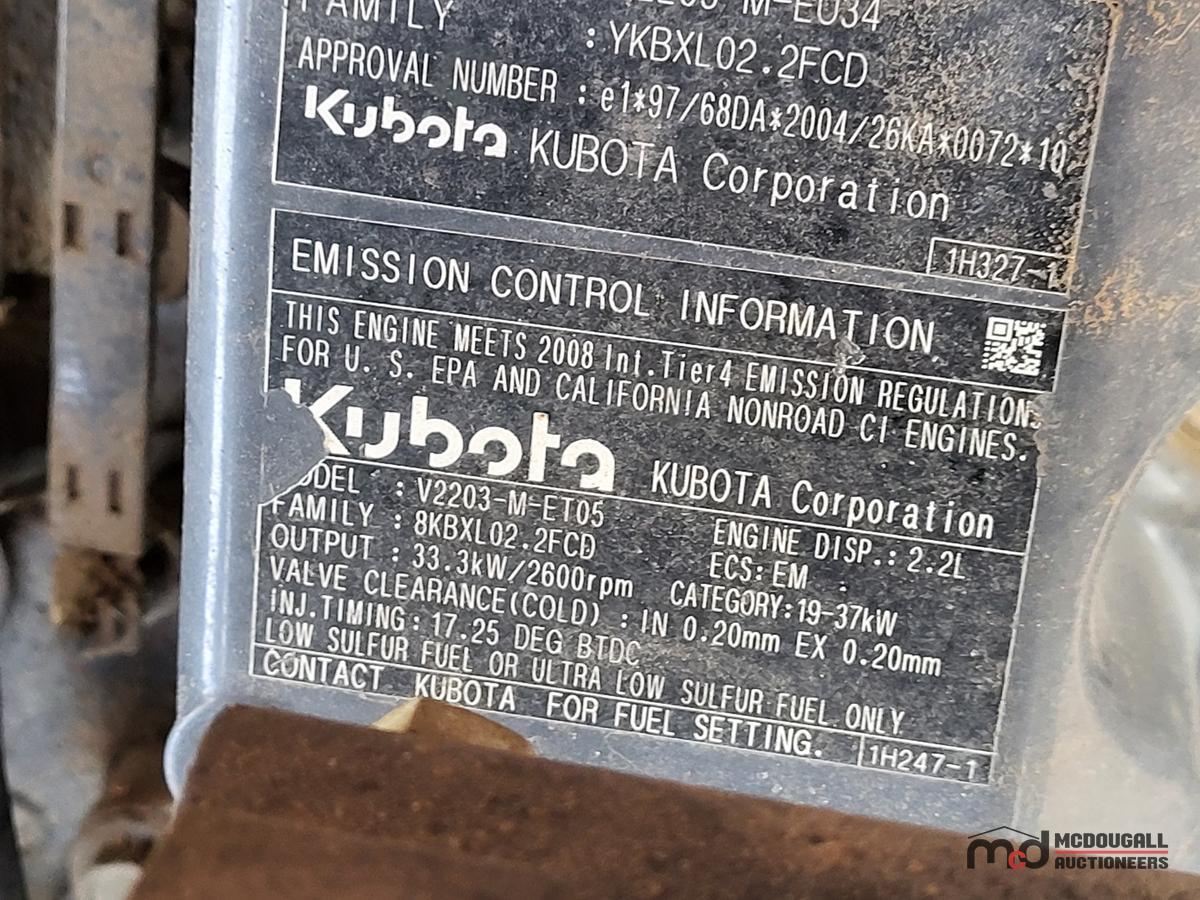 M-EU34
FAMILY : YKBXL02.2FCD
APPROVAL NUMBER : e1*97/68DA*2004/26KA*0072*10
Kubota KUBOTA Corporation
1H327-1
EMISSION CONTROL INFORMATION
THIS ENGINE MEETS 2008 Int.Tier4 EMISSION REGULATIONS
FOR U. S. EPA AND CALIFORNIA NONROAD CI ENGINES.
Kubota KUBOTA Corporation
MODEL : V2203-M-ET05 ENGINE DISP.: 2.2L
FAMILY : 8KBXL02.2FCD ECS: EM
OUTPUT : 33.3kW/2600rpm CATEGORY:19-37kW
VALVE CLEARANCE(COLD) : IN 0.20mm EX 0.20mm
INJ.TIMING: 17.25 DEG BTDC
LOW SULFUR FUEL OR ULTRA LOW SULFUR FUEL ONLY
CONTACT KUBOTA FOR FUEL SETTING.
1H247-1
mcd MCDOUGALL
AUCTIONEERS